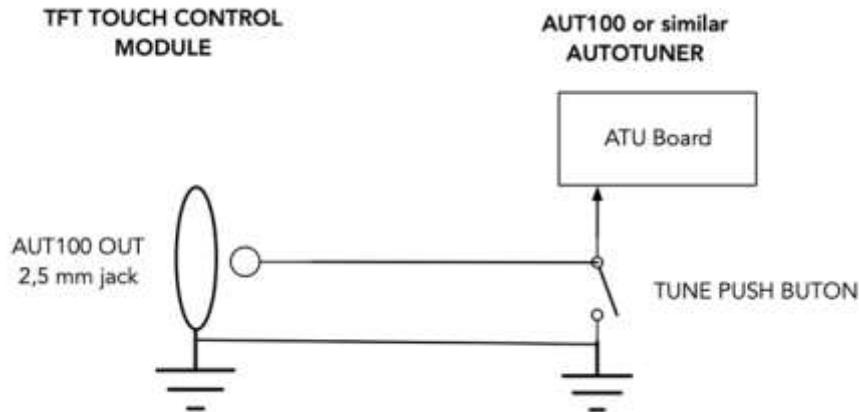 TFT TOUCH CONTROL
MODULE
AUT100 or similar
AUTOTUNER
ATU Board
AUT100 OUT
2,5 mm jack
TUNE PUSH BUTON